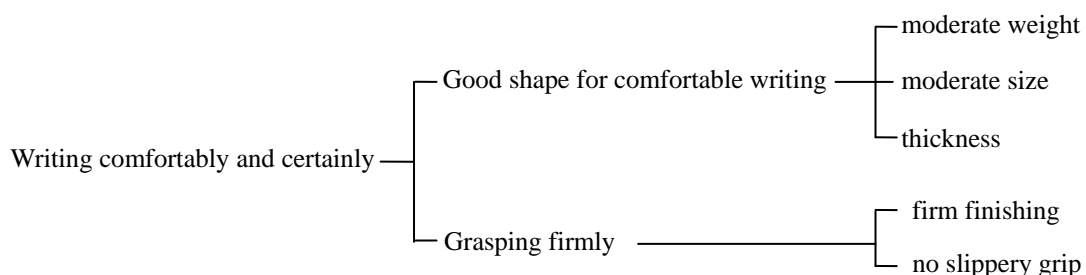 moderate weight
Good shape for comfortable writing
moderate size
thickness
Writing comfortably and certainly
firm finishing
Grasping firmly
no slippery grip